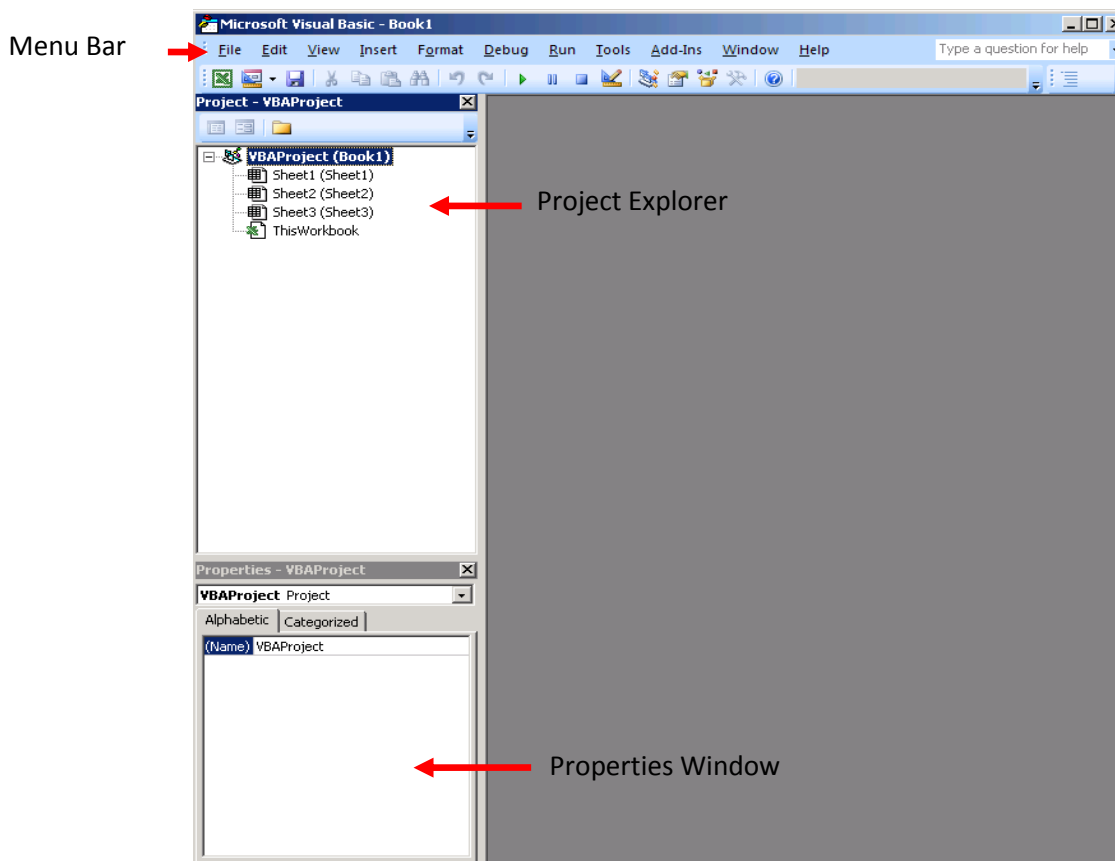 Microsoft Visual Basic - Book1
Menu Bar
File Edit View Insert Format Debug Run Tools Add-Ins Window Help
Type a question for help
Project - VBAProject
VBAProject (Book1)
Sheet1 (Sheet1)
Sheet2 (Sheet2)
Project Explorer
Sheet3 (Sheet3)
ThisWorkbook
Properties - VBAProject
VBAProject Project
Alphabetic Categorized
(Name) VBAProject
Properties Window